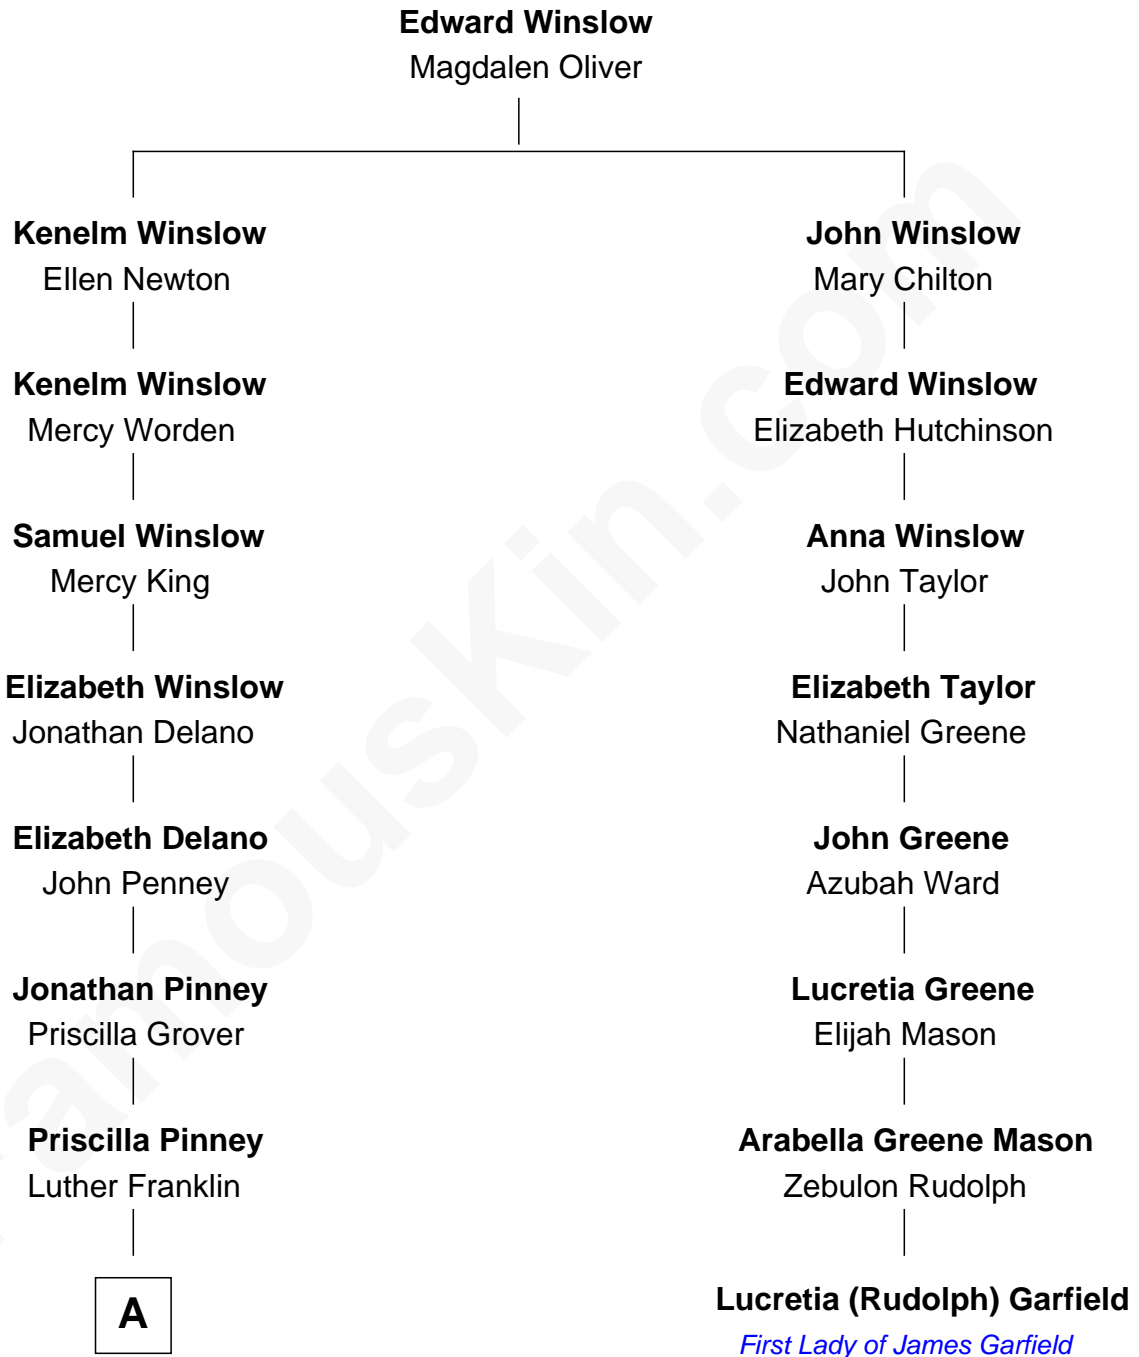 Edward Winslow
Magdalen Oliver
Kenelm Winslow
Ellen Newton
John Winslow
Mary Chilton
Kenelm Winslow
Mercy Worden
Edward Winslow
Elizabeth Hutchinson
Samuel Winslow
Mercy King
Anna Winslow
John Taylor
Elizabeth Winslow
Jonathan Delano
Elizabeth Taylor
Nathaniel Greene
Elizabeth Delano
John Penney
John Greene
Azubah Ward
Jonathan Pinney
Priscilla Grover
Lucretia Greene
Elijah Mason
Priscilla Pinney
Luther Franklin
Arabella Greene Mason
Zebulon Rudolph
A
Lucretia (Rudolph) Garfield
First Lady of James Garfield
FamousKin.com